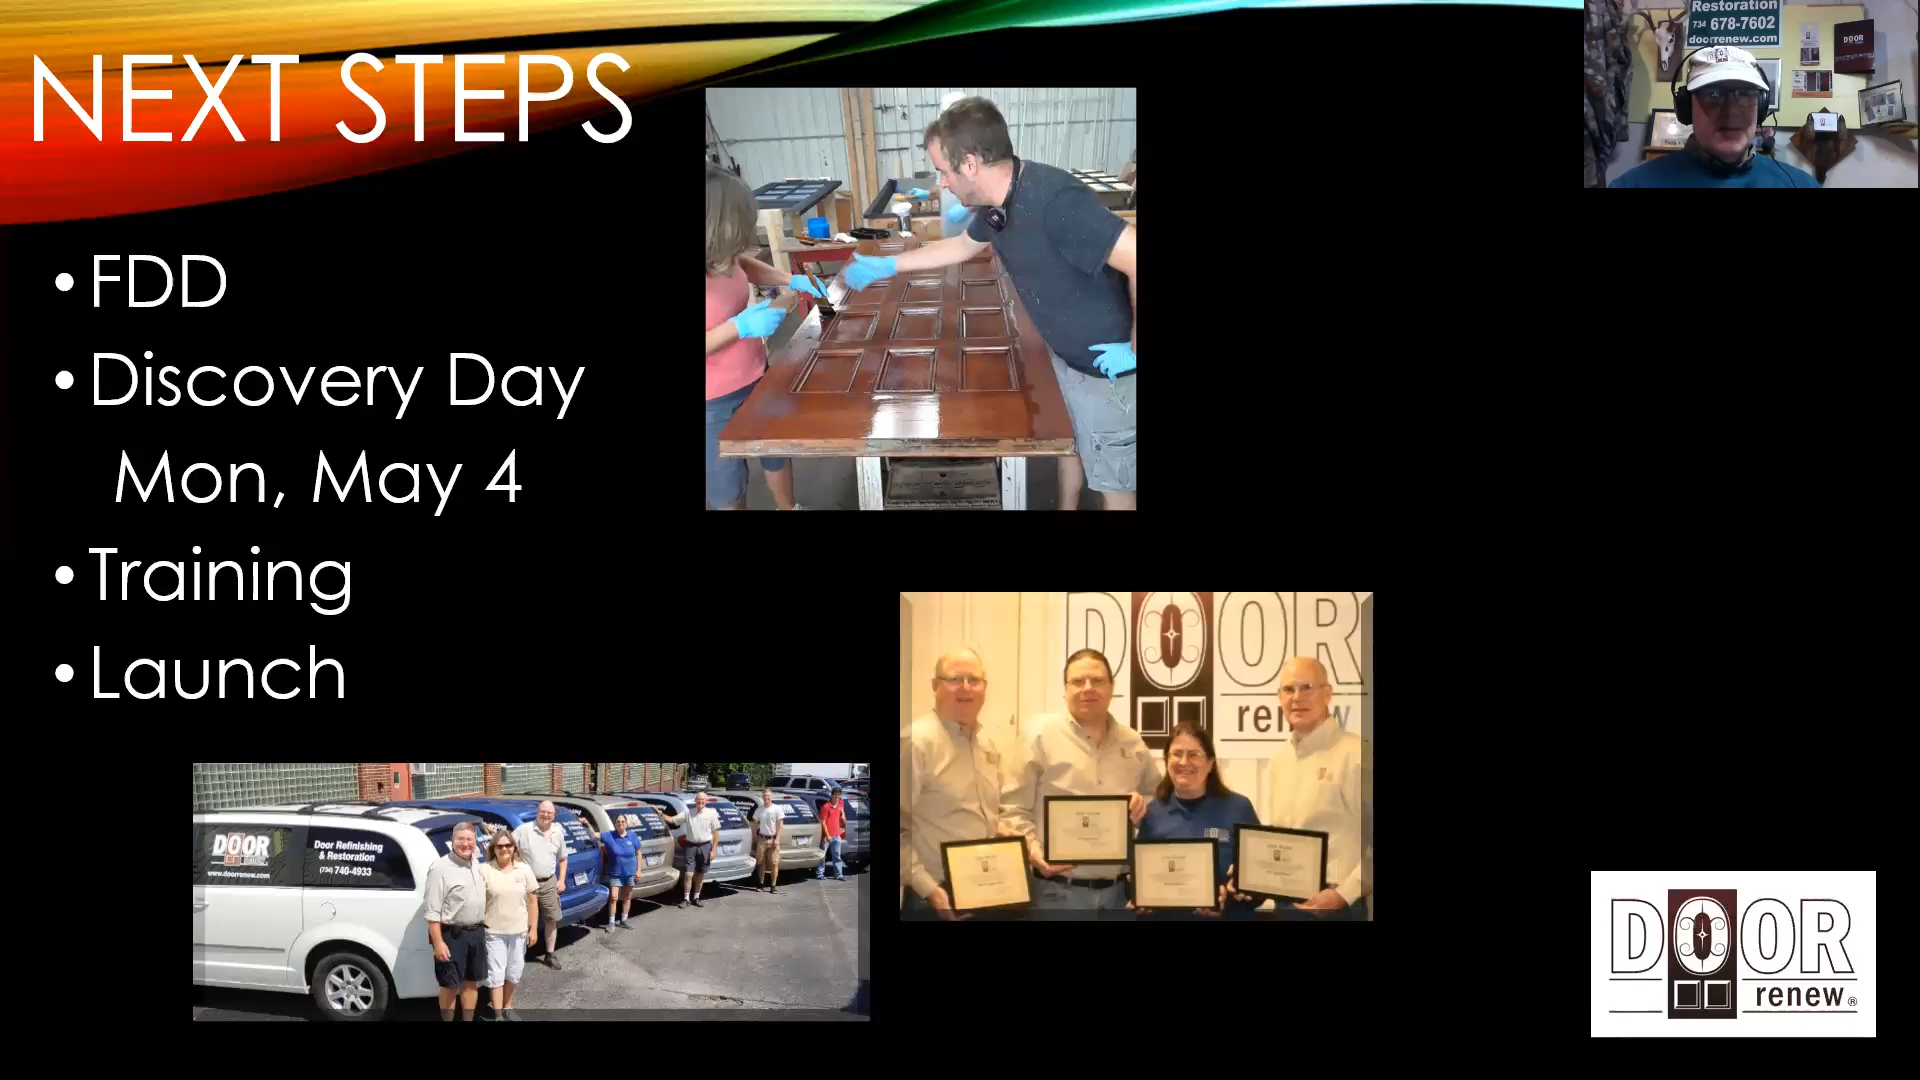 NEXT STEPS
• FDD
• Discovery Day
Mon, May 4
• Training
• Launch
Restoration
734 678-7602
doorrenew.com
DOOR
DOOR
renew
DOOR
www.doorrenew.com
Door Refinishing
& Restoration
(734) 740-4933
DOOR
renew®